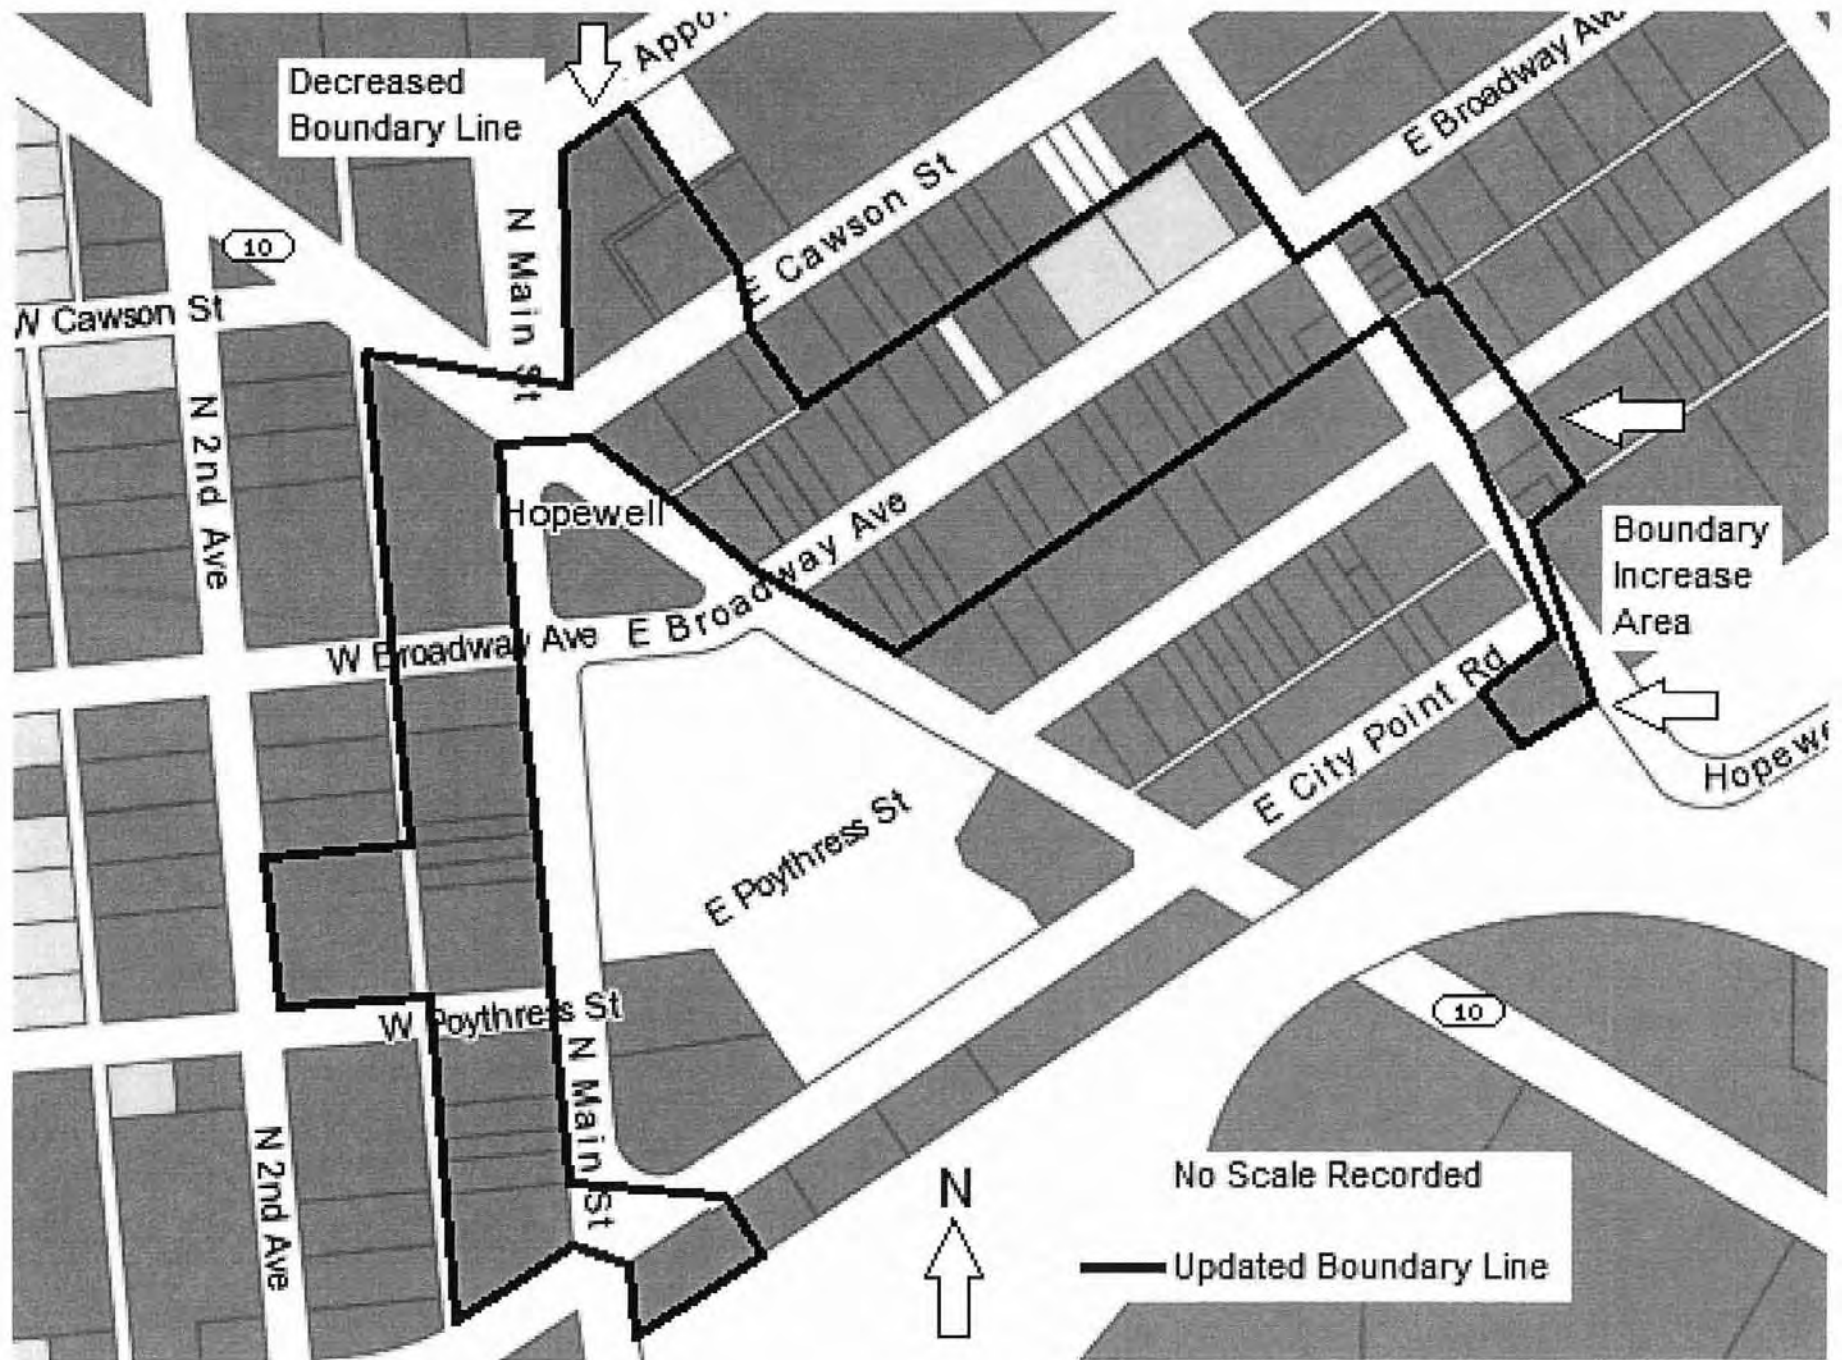 Appo
Decreased
Boundary Line
E Broadway Ave
E Cawson St
N Main St
10
W Cawson St
N 2nd Ave
Hopewell
E Broadway Ave
W Broadway Ave
Boundary
Increase
Area
E City Point Rd
Hopewe
E Poythress St
W Poythress St
10
N Main St
N 2nd Ave
N
No Scale Recorded
Updated Boundary Line